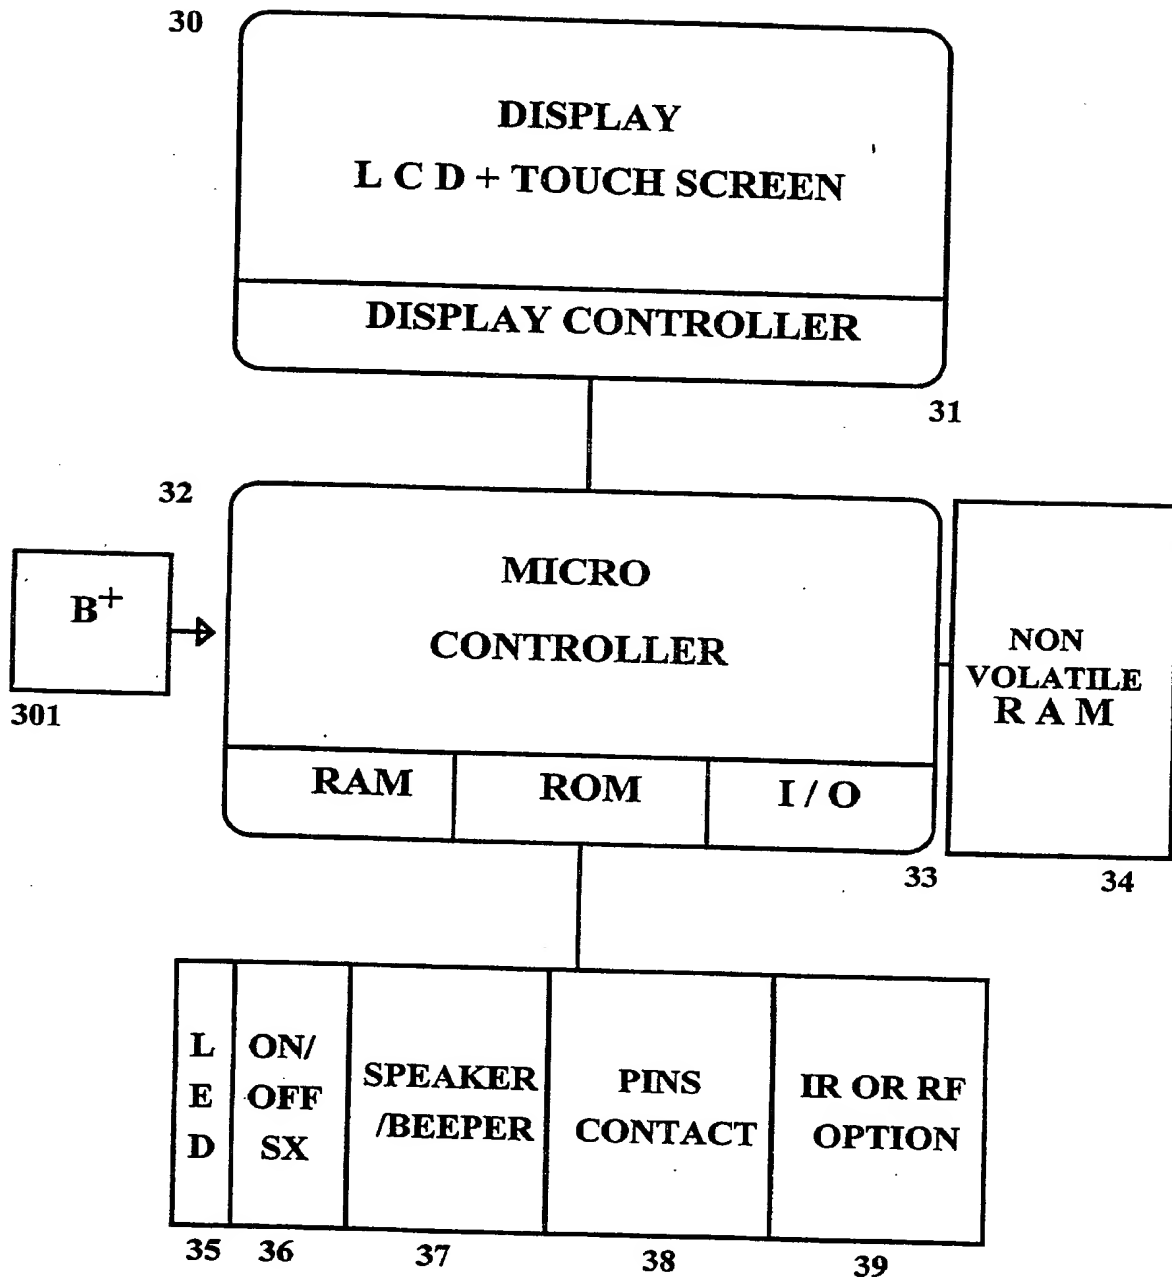 30
DISPLAY
L C D + TOUCH SCREEN
DISPLAY CONTROLLER
31
32
MICRO
CONTROLLER
B+
301
NON
VOLATILE
R A M
RAM
ROM
I / O
33
34
L
E
D
ON/
OFF
SX
SPEAKER
/BEEPER
PINS
CONTACT
IR OR RF
OPTION
35
36
37
38
39